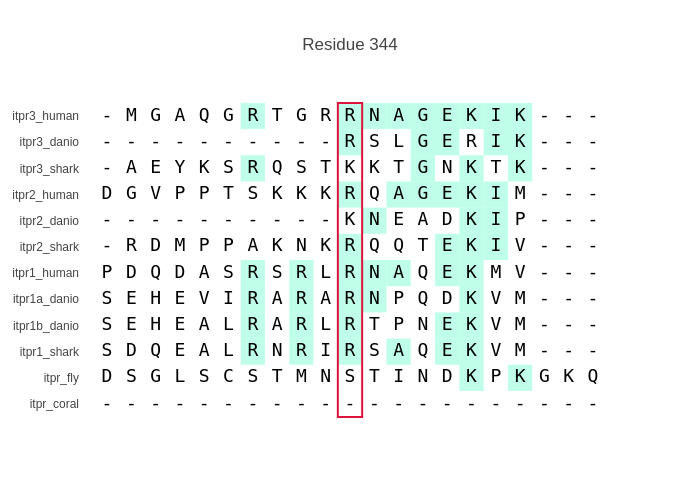 Residue 344
itpr3_human - M G A Q G R T G R R N A G E K I K - - -
itpr3_danio - - - - - - - - - - R S L G E R I K - - -
itpr3_shark - A E Y K S R Q S T K K T G N K T K - - -
itpr2_human D G V P P T S K K K R Q A G E K I M - - -
itpr2_danio - - - - - - - - - - K N E A D K I P - - -
itpr2_shark - R D M P P A K N K R Q Q T E K I V - - -
itpr1_human P D Q D A S R S R L R N A Q E K M V - - -
itpr1a_danio S E H E V I R A R A R N P Q D K V M - - -
itpr1b_danio S E H E A L R A R L R T P N E K V M - - -
itpr1_shark S D Q E A L R N R I R S A Q E K V M - - -
itpr_fly D S G L S C S T M N S T I N D K P K G K Q
itpr_coral - - - - - - - - - - - - - - - - - - - - -